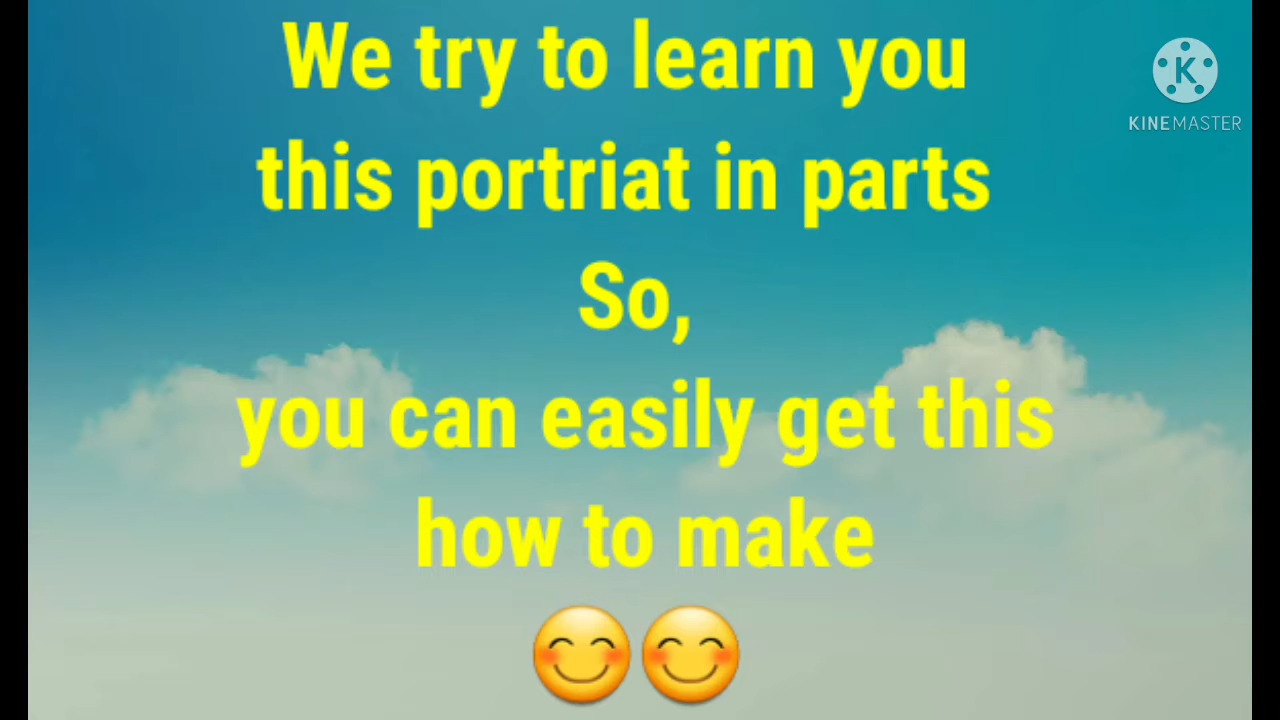 We try to learn you
this portriat in parts
So,
you can easily get this
how to make
😊😊
K
KINEMASTER